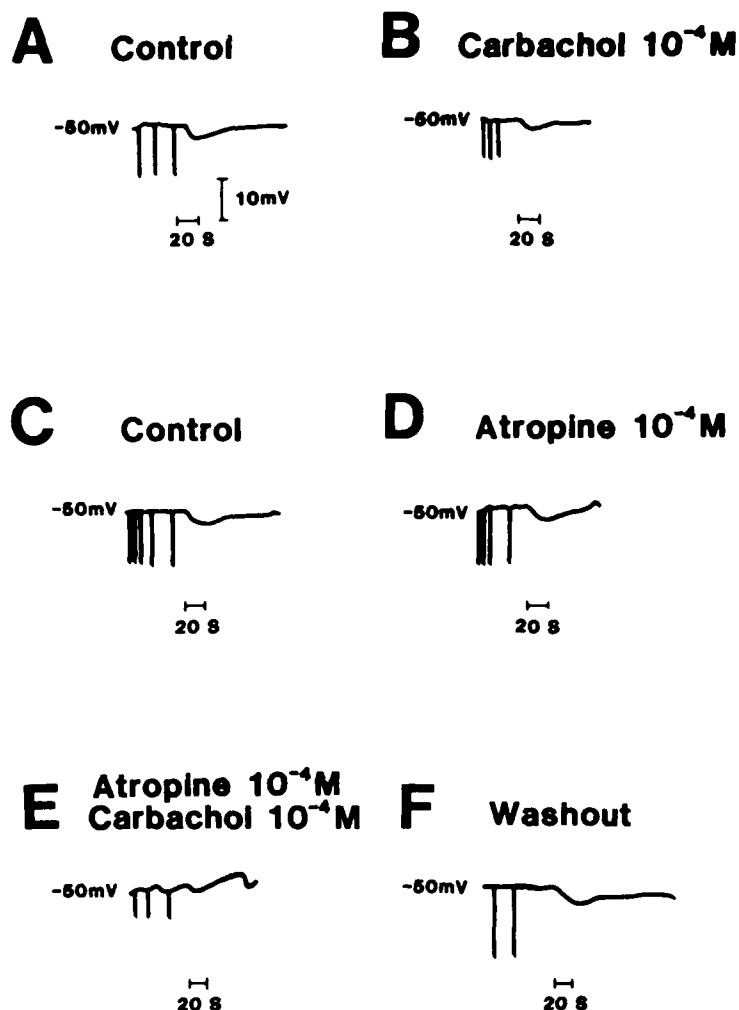 A Control
-50mV
10mV
20 S
B Carbachol 10⁻⁴M
-50mV
20 S
C Control
-50mV
20 S
D Atropine 10⁻⁴M
-50mV
20 S
E Atropine 10⁻⁴M
Carbachol 10⁻⁴M
-50mV
20 S
F Washout
-50mV
20 S